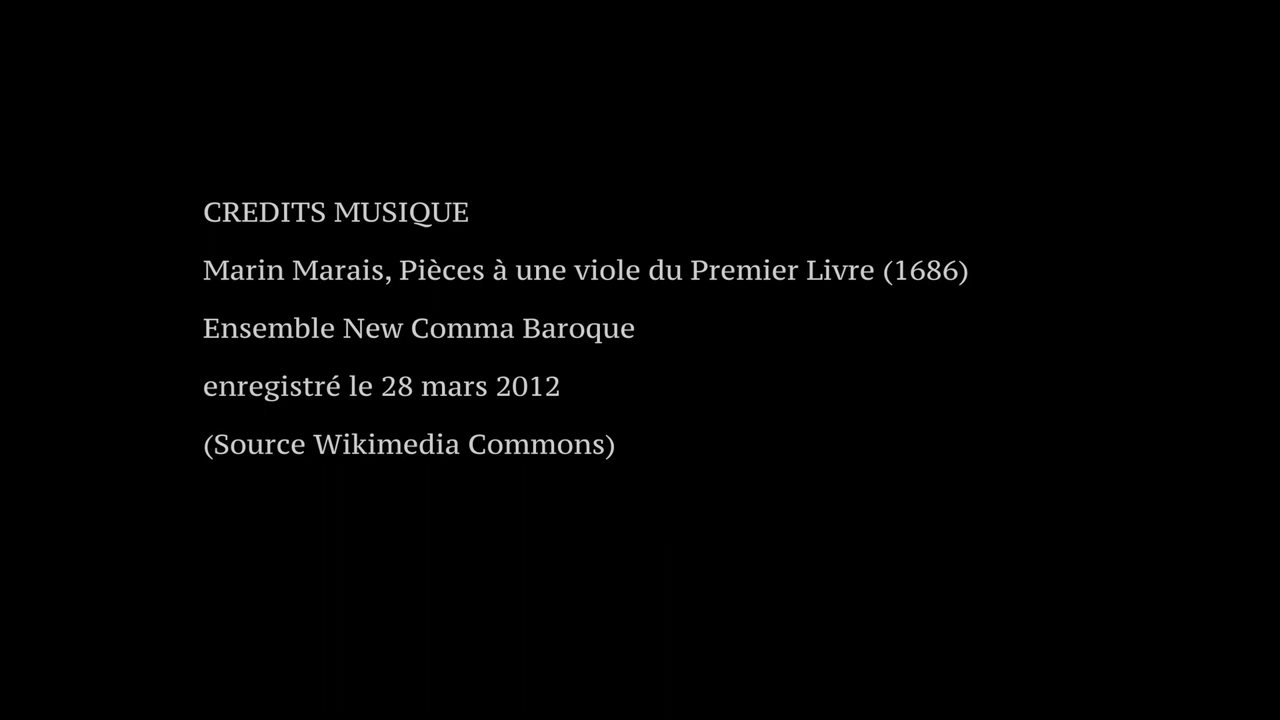 CREDITS MUSIQUE
Marin Marais, Pièces à une viole du Premier Livre (1686)
Ensemble New Comma Baroque
enregistré le 28 mars 2012
(Source Wikimedia Commons)